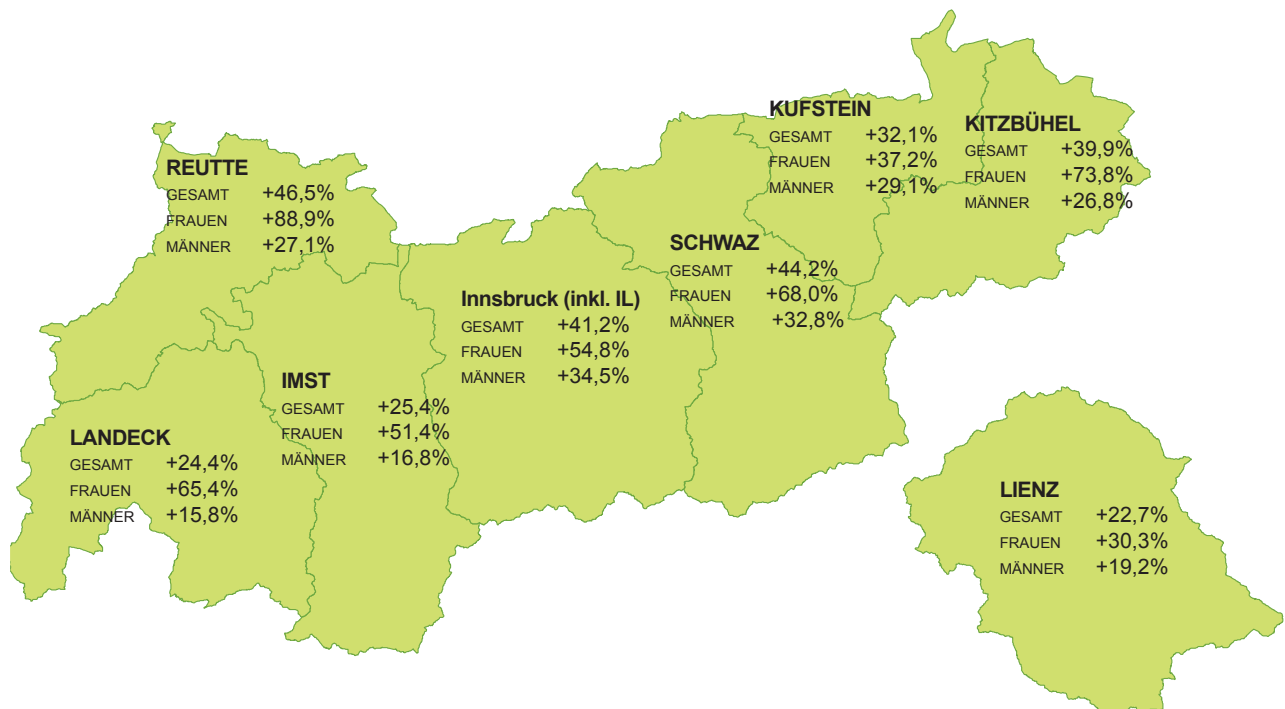 KUFSTEIN
GESAMT +32,1%
FRAUEN +37,2%
MÄNNER +29,1%
KITZBÜHEL
GESAMT +39,9%
FRAUEN +73,8%
MÄNNER +26,8%
REUTTE
GESAMT +46,5%
FRAUEN +88,9%
MÄNNER +27,1%
SCHWAZ
GESAMT +44,2%
FRAUEN +68,0%
MÄNNER +32,8%
Innsbruck (inkl. IL)
GESAMT +41,2%
FRAUEN +54,8%
MÄNNER +34,5%
IMST
GESAMT +25,4%
FRAUEN +51,4%
MÄNNER +16,8%
LANDECK
GESAMT +24,4%
FRAUEN +65,4%
MÄNNER +15,8%
LIENZ
GESAMT +22,7%
FRAUEN +30,3%
MÄNNER +19,2%